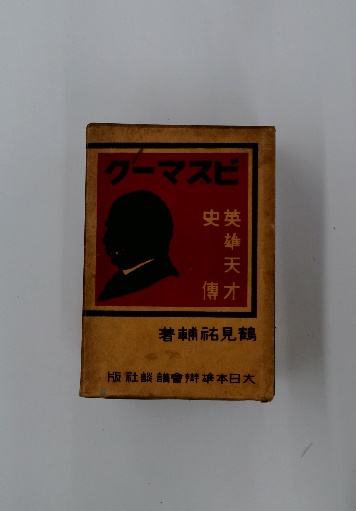 ビスマーク
英雄天才
史傳
鶴見祐輔著
大日本雄辯會講談社版